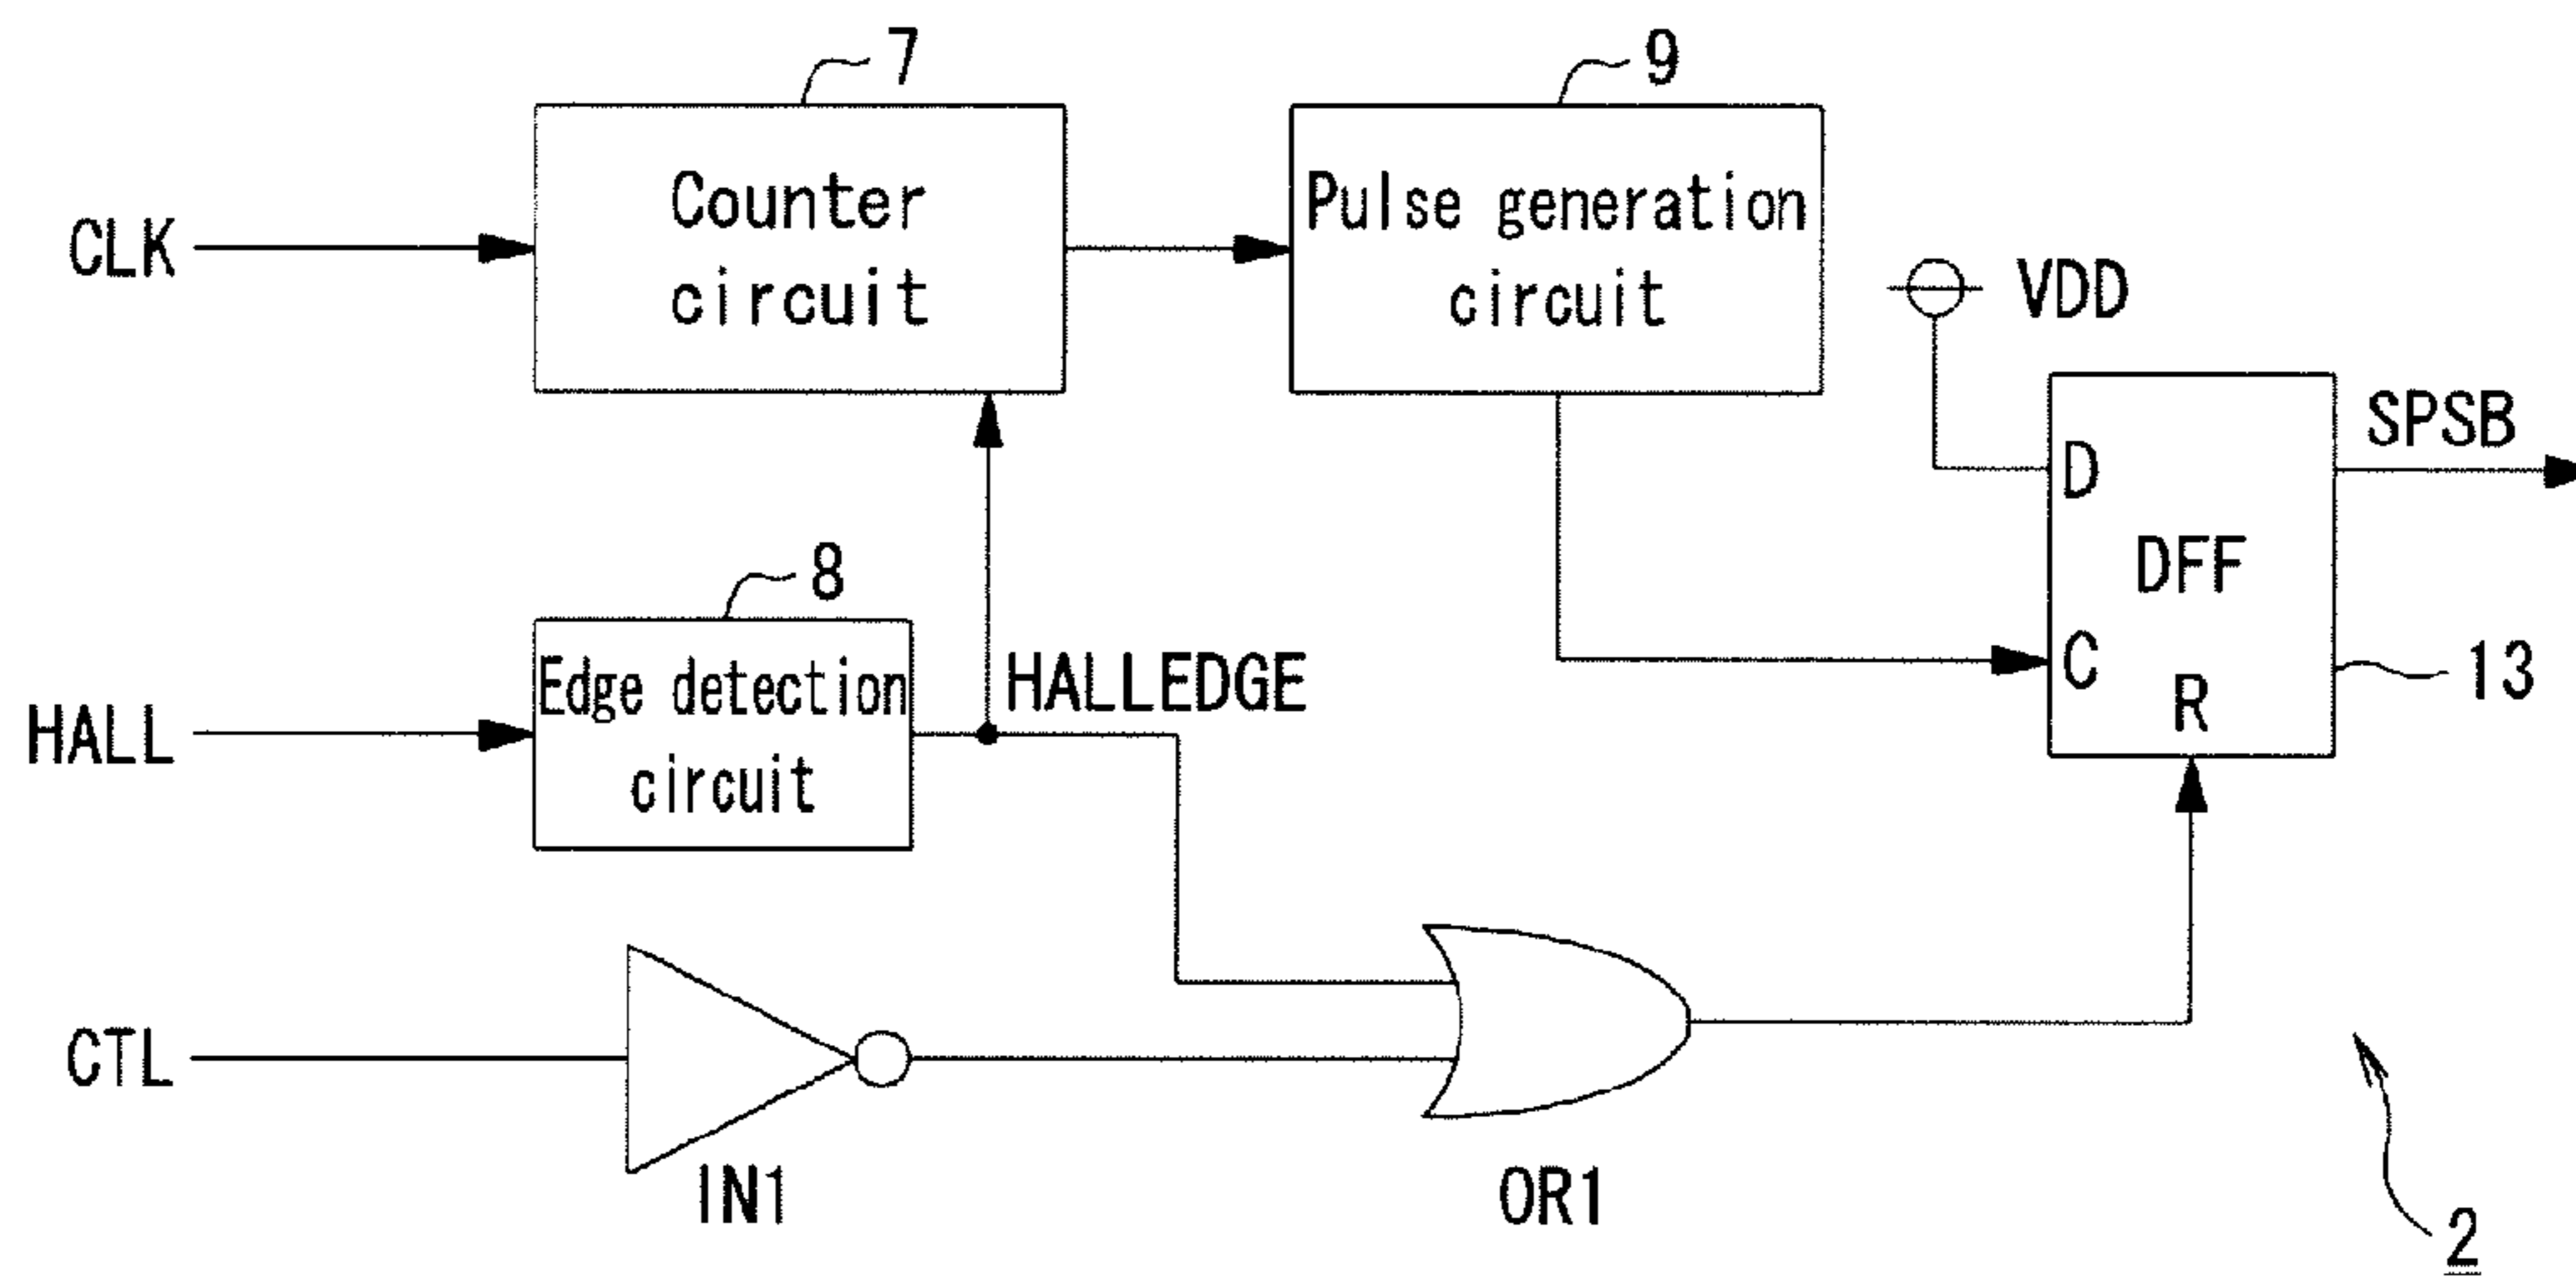 7
9
CLK
Counter
circuit
Pulse generation
circuit
VDD
SPSB
D
DFF
C
R
13
8
HALL
Edge detection
circuit
HALLEDGE
CTL
IN1
OR1
2